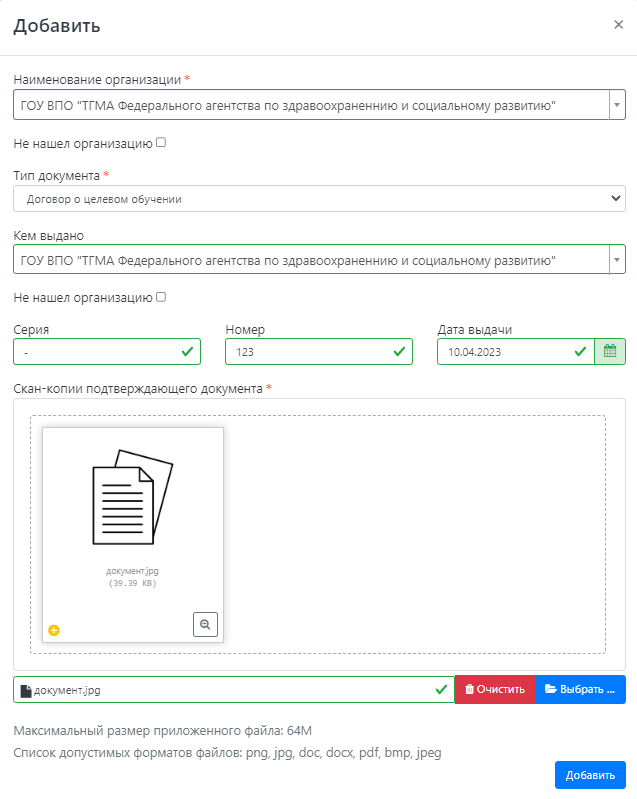 Добавить
×
Наименование организации *
ГОУ ВПО "ТГМА Федерального агентства по здравоохраненнию и социальному развитию"
Не нашел организацию
Тип документа *
Договор о целевом обучении
Кем выдано
ГОУ ВПО "ТГМА Федерального агентства по здравоохраненнию и социальному развитию"
Не нашел организацию
Серия Номер Дата выдачи
- 123 10.04.2023
Скан-копии подтверждающего документа *
документ.jpg
(39.39 KB)
документ.jpg Очистить Выбрать ...
Максимальный размер приложенного файла: 64M
Список допустимых форматов файлов: png, jpg, doc, docx, pdf, bmp, jpeg
Добавить